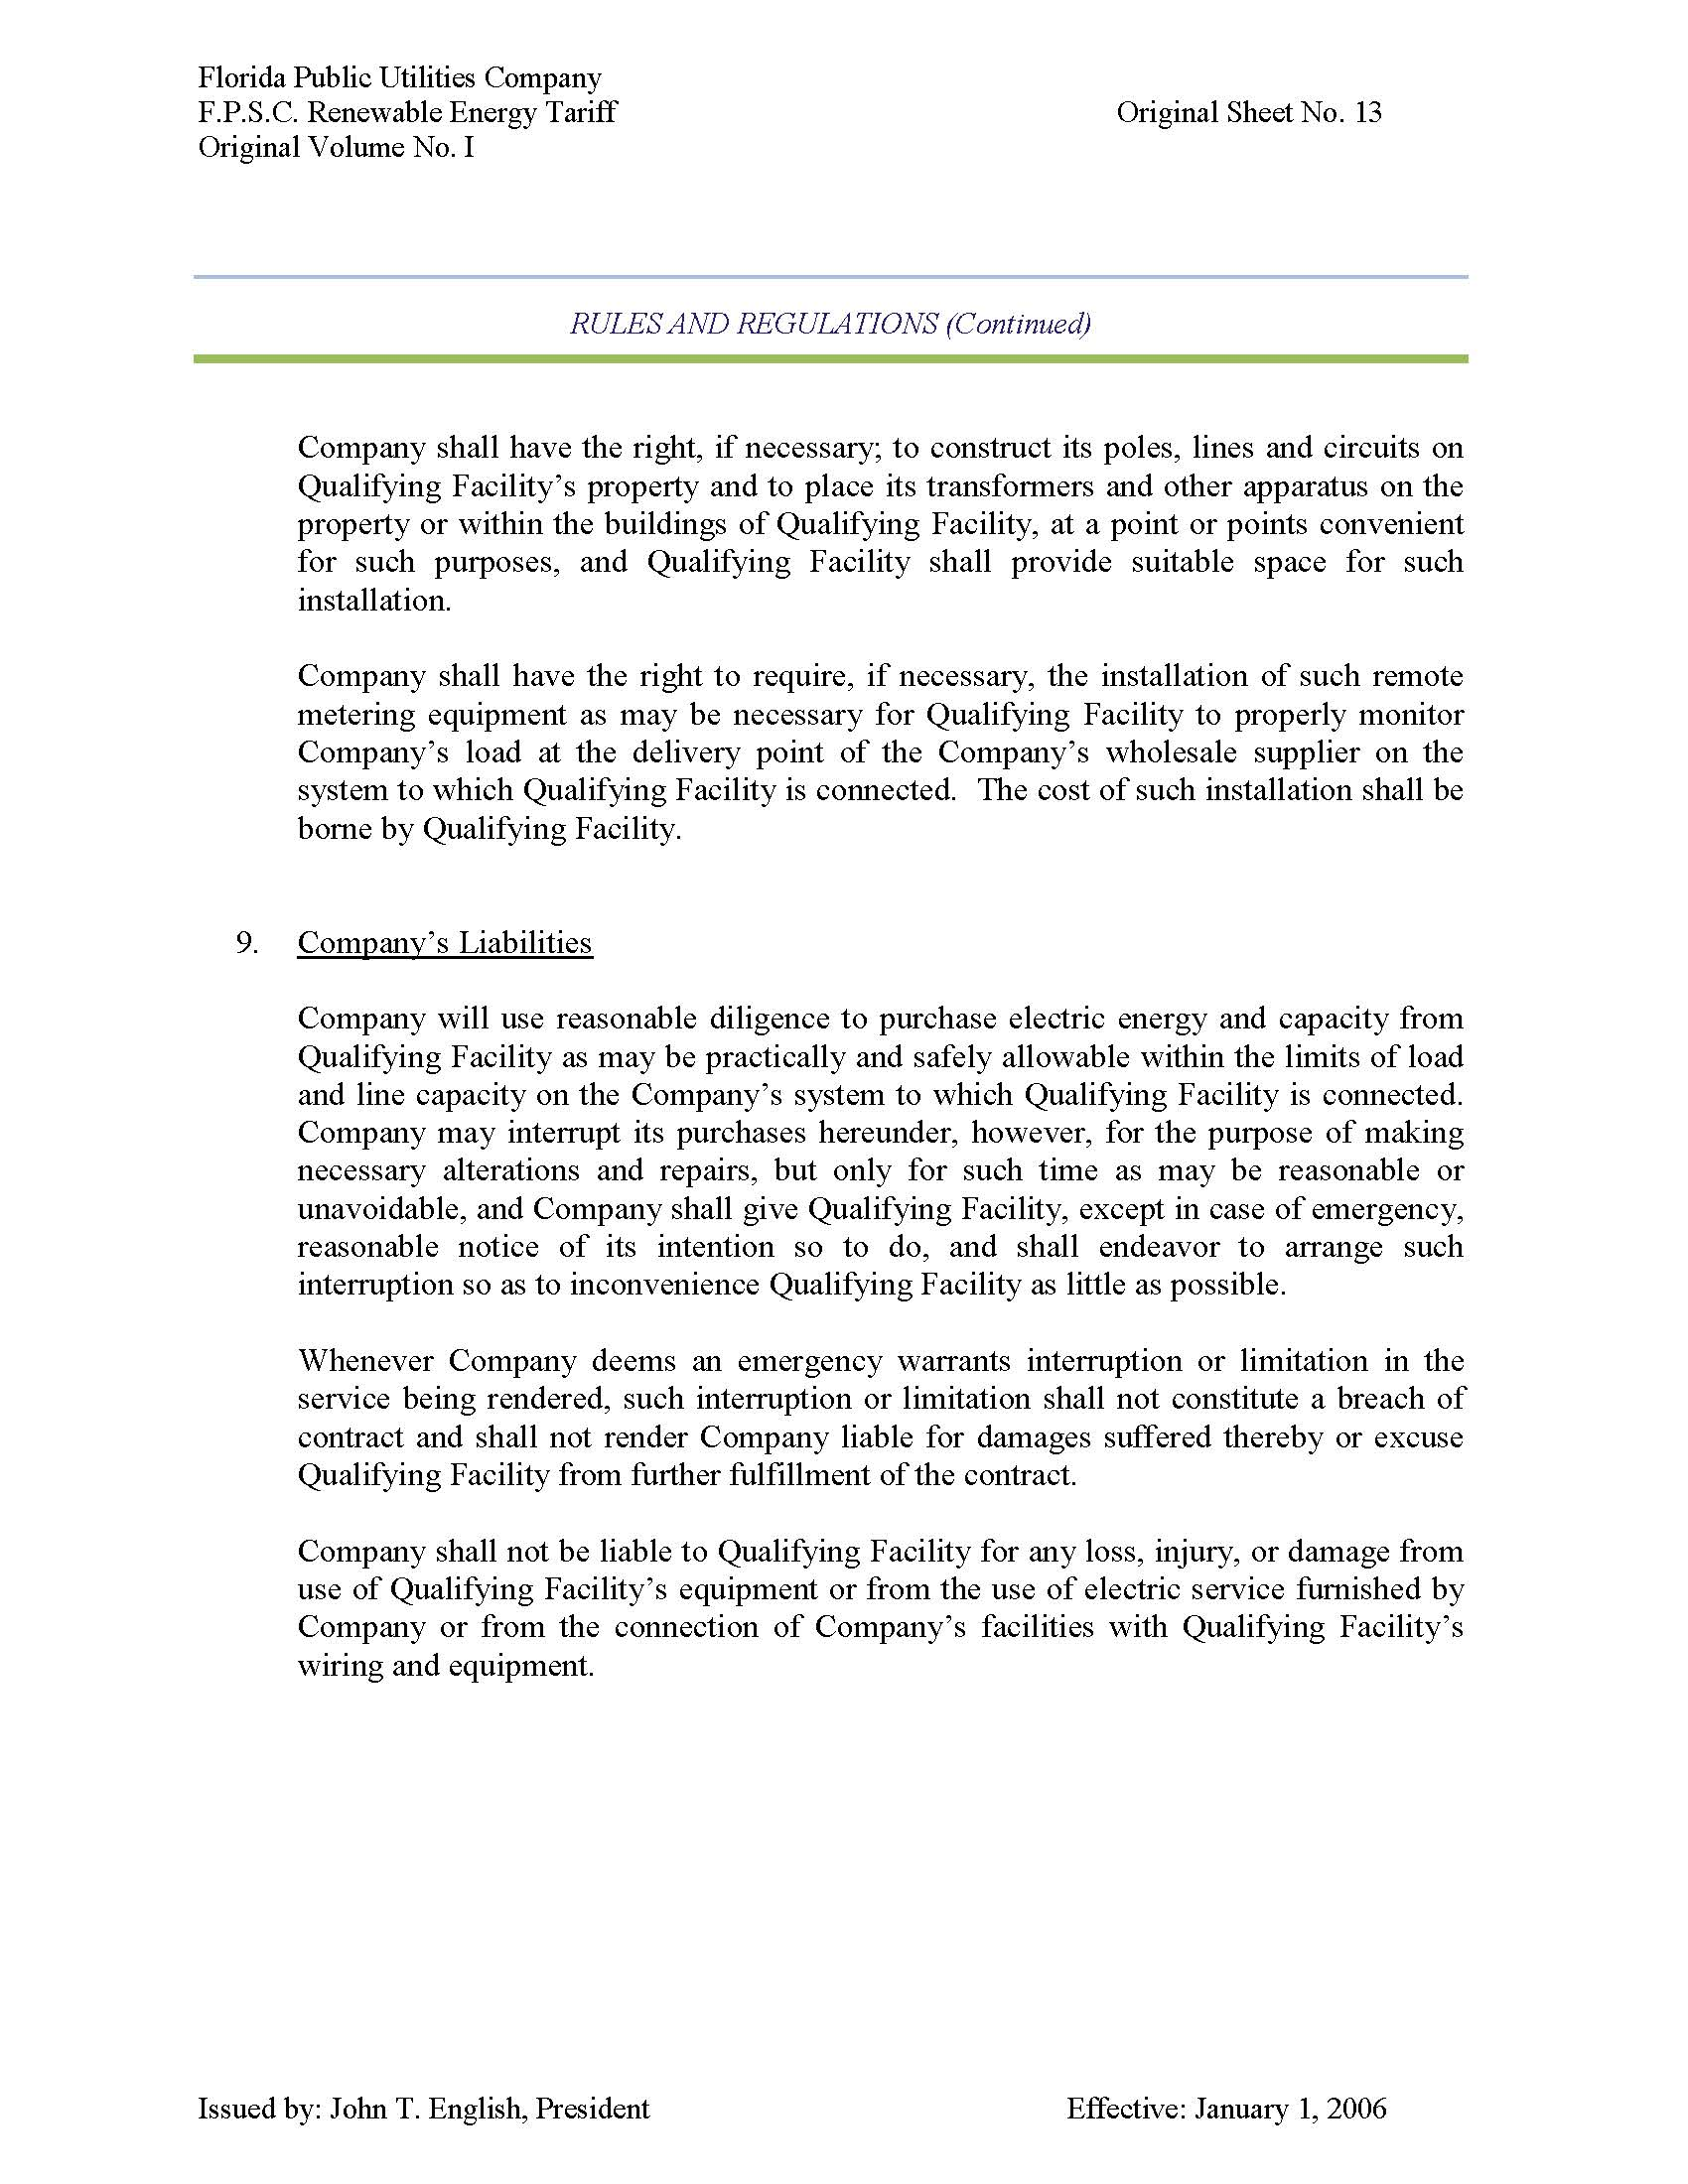 Florida Public Utilities Company
F.P.S.C. Renewable Energy Tariff Original Sheet No. 13
Original Volume No. I
RULES AND REGULATIONS (Continued)
Company shall have the right, if necessary; to construct its poles, lines and circuits on
Qualifying Facility’s property and to place its transformers and other apparatus on the
property or within the buildings of Qualifying Facility, at a point or points convenient
for such purposes, and Qualifying Facility shall provide suitable space for such
installation.
Company shall have the right to require, if necessary, the installation of such remote
metering equipment as may be necessary for Qualifying Facility to properly monitor
Company’s load at the delivery point of the Company’s wholesale supplier on the
system to which Qualifying Facility is connected. The cost of such installation shall be
borne by Qualifying Facility.
9. Company’s Liabilities
Company will use reasonable diligence to purchase electric energy and capacity from
Qualifying Facility as may be practically and safely allowable within the limits of load
and line capacity on the Company’s system to which Qualifying Facility is connected.
Company may interrupt its purchases hereunder, however, for the purpose of making
necessary alterations and repairs, but only for such time as may be reasonable or
unavoidable, and Company shall give Qualifying Facility, except in case of emergency,
reasonable notice of its intention so to do, and shall endeavor to arrange such
interruption so as to inconvenience Qualifying Facility as little as possible.
Whenever Company deems an emergency warrants interruption or limitation in the
service being rendered, such interruption or limitation shall not constitute a breach of
contract and shall not render Company liable for damages suffered thereby or excuse
Qualifying Facility from further fulfillment of the contract.
Company shall not be liable to Qualifying Facility for any loss, injury, or damage from
use of Qualifying Facility’s equipment or from the use of electric service furnished by
Company or from the connection of Company’s facilities with Qualifying Facility’s
wiring and equipment.
Issued by: John T. English, President Effective: January 1, 2006